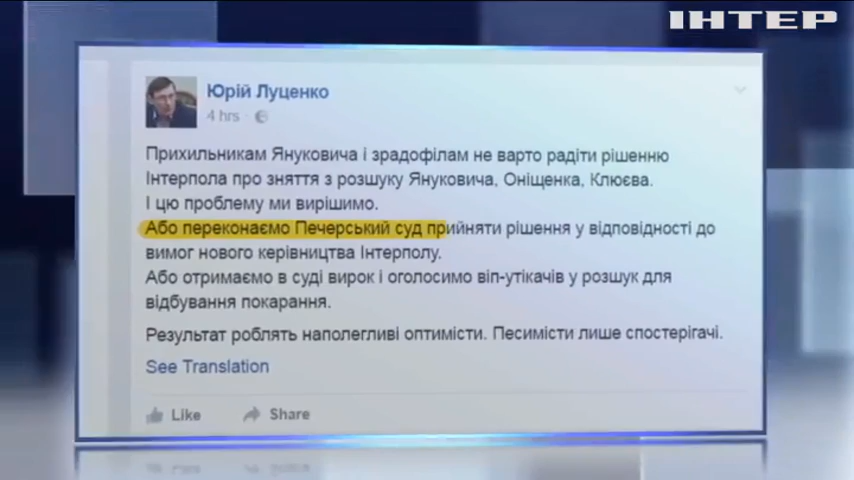 ІНТЕР
Юрій Луценко
4 hrs
Прихильникам Януковича і зрадофілам не варто радіти рішенню
Інтерпола про зняття з розшуку Януковича, Оніщенка, Клюєва.
І цю проблему ми вирішимо.
Або переконаємо Печерський суд прийняти рішення у відповідності до
вимог нового керівництва Інтерполу.
Або отримаємо в суді вирок і оголосимо віп-утікачів у розшук для
відбування покарання.
Результат роблять наполегливі оптимісти. Песимісти лише спостерігачі.
See Translation
Like Share